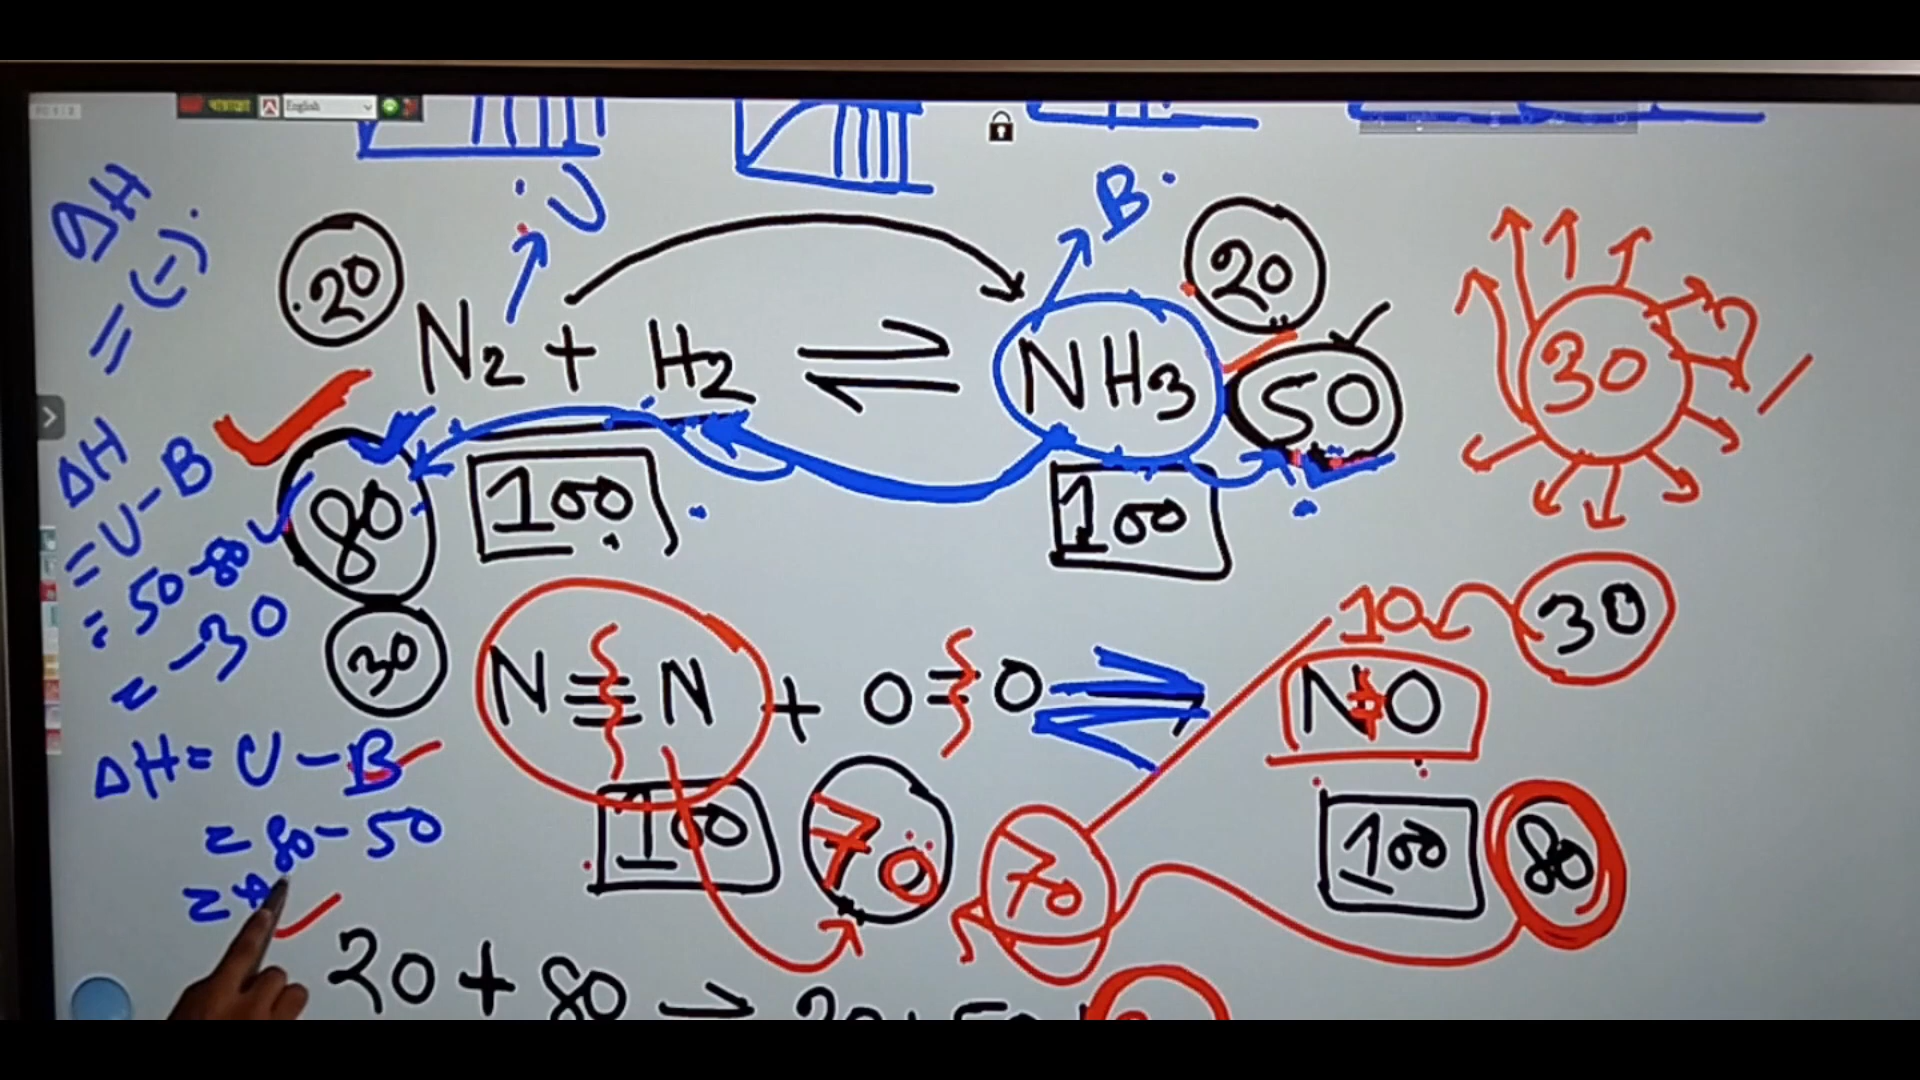 English
ΔH
= (-)
U
B
20
20
N2 + H2 ⇌ NH3
50
30
80
100
100
ΔH
= U - B
= 50 - 80
= -30
30
N≡N + O=O
NO
10
30
100
70
70
100
80
ΔH = U - B
= 80 - 50
20 + 80 →